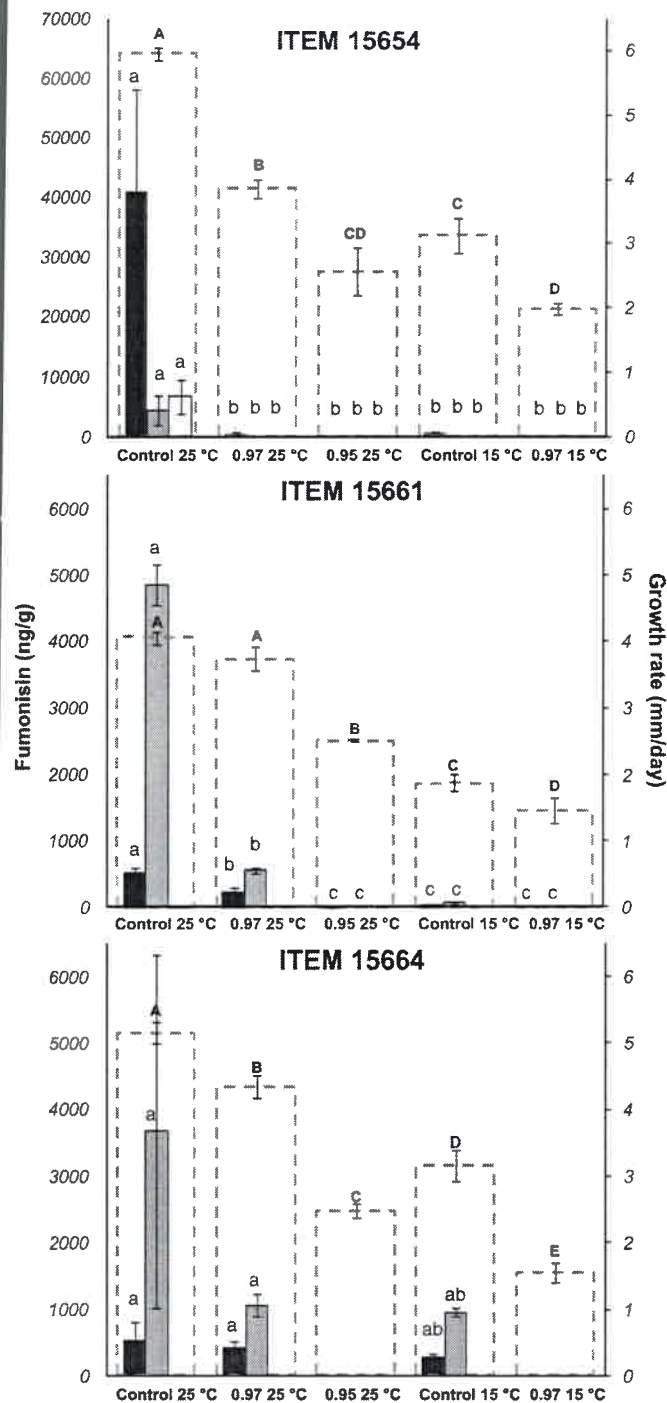 ITEM 15654
70000
60000
50000
40000
30000
20000
10000
0
6
5
4
3
2
1
0
A
a
a
a
B
b b b
CD
b b b
C
b b b
D
b b b
Control 25 °C 0.97 25 °C 0.95 25 °C Control 15 °C 0.97 15 °C
ITEM 15661
Fumonisin (ng/g)
6000
5000
4000
3000
2000
1000
0
6
5
4
3
2
1
0
Growth rate (mm/day)
a
A
a
A
b b
B
c c
C
c c
D
c c
Control 25 °C 0.97 25 °C 0.95 25 °C Control 15 °C 0.97 15 °C
ITEM 15664
6000
5000
4000
3000
2000
1000
0
6
5
4
3
2
1
0
A
a
a
B
a
a
C
D
ab
ab
E
Control 25 °C 0.97 25 °C 0.95 25 °C Control 15 °C 0.97 15 °C